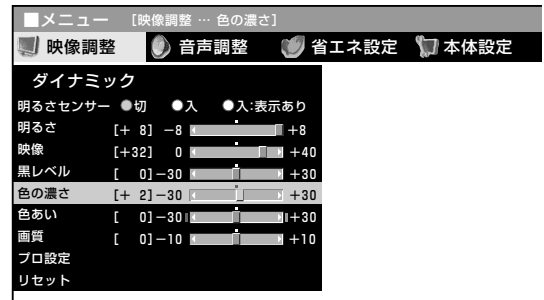 ■メニュー [映像調整 … 色の濃さ]
映像調整 音声調整 省エネ設定 本体設定
ダイナミック
明るさセンサー ●切 ●入 ●入:表示あり
明るさ [+ 8] -8 +8
映像 [+32] 0 +40
黒レベル [ 0] -30 +30
色の濃さ [+ 2] -30 +30
色あい [ 0] -30 +30
画質 [ 0] -10 +10
プロ設定
リセット